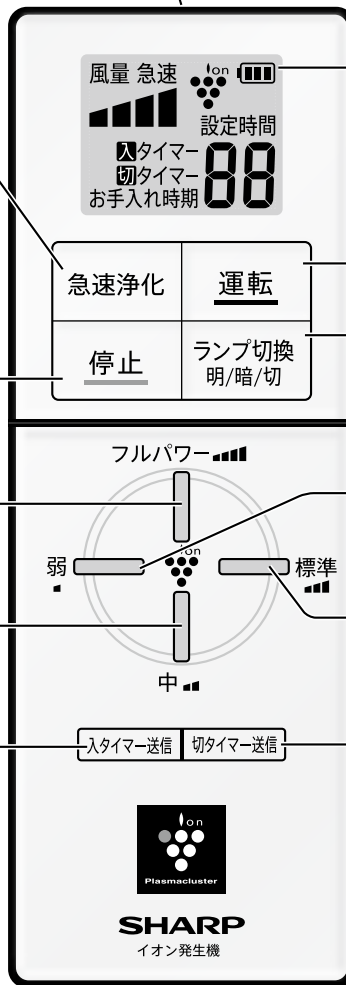 風量 急速 ion
設定時間
入タイマー
切タイマー
88
お手入れ時期
急速浄化
運転
停止
ランプ切換
明/暗/切
フルパワー
ion
弱
標準
中
入タイマー送信
切タイマー送信
ion
Plasmacluster
SHARP
イオン発生機